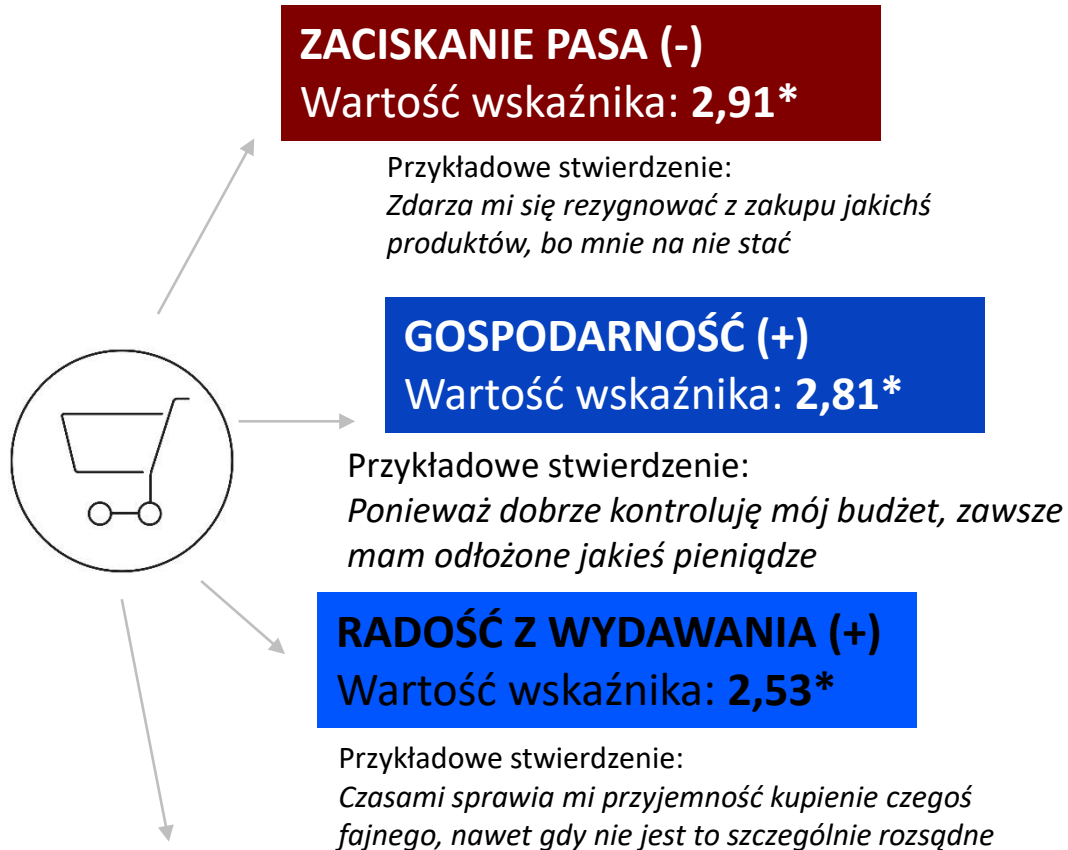 ZACISKANIE PASA (-)
Wartość wskaźnika: 2,91*
Przykładowe stwierdzenie:
Zdarza mi się rezygnować z zakupu jakichś
produktów, bo mnie na nie stać
GOSPODARNOŚĆ (+)
Wartość wskaźnika: 2,81*
Przykładowe stwierdzenie:
Ponieważ dobrze kontroluję mój budżet, zawsze
mam odłożone jakieś pieniądze
RADOŚĆ Z WYDAWANIA (+)
Wartość wskaźnika: 2,53*
Przykładowe stwierdzenie:
Czasami sprawia mi przyjemność kupienie czegoś
fajnego, nawet gdy nie jest to szczególnie rozsądne